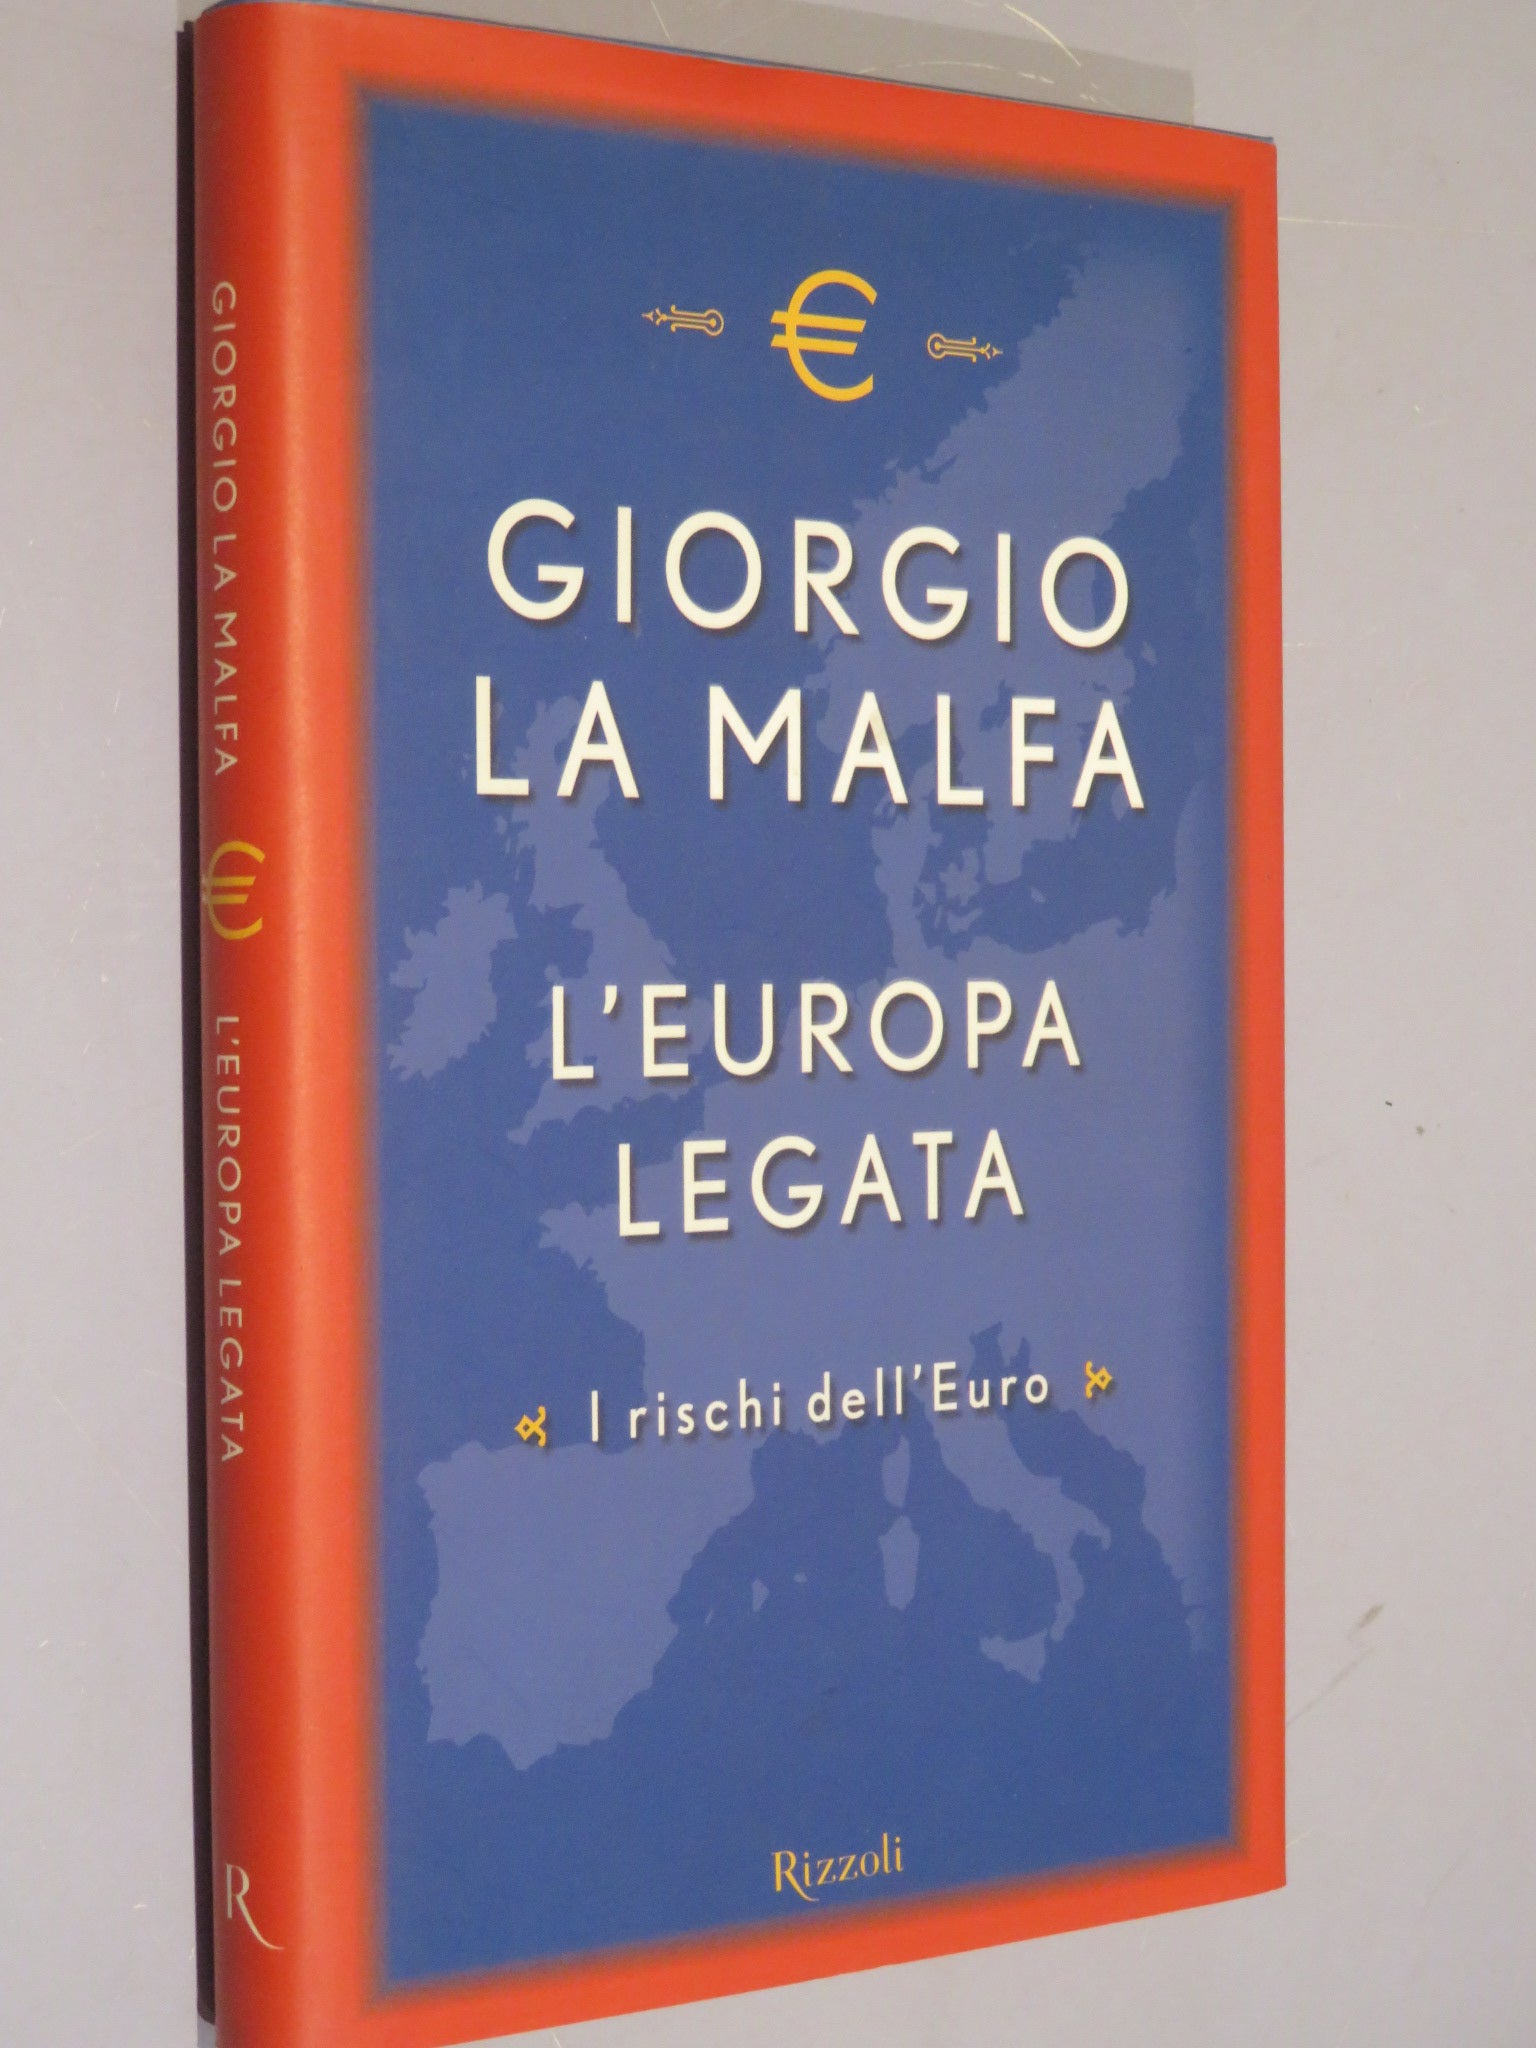 €
GIORGIO
LA MALFA
L'EUROPA
LEGATA
I rischi dell'Euro
Rizzoli
GIORGIO LA MALFA € L'EUROPA LEGATA R